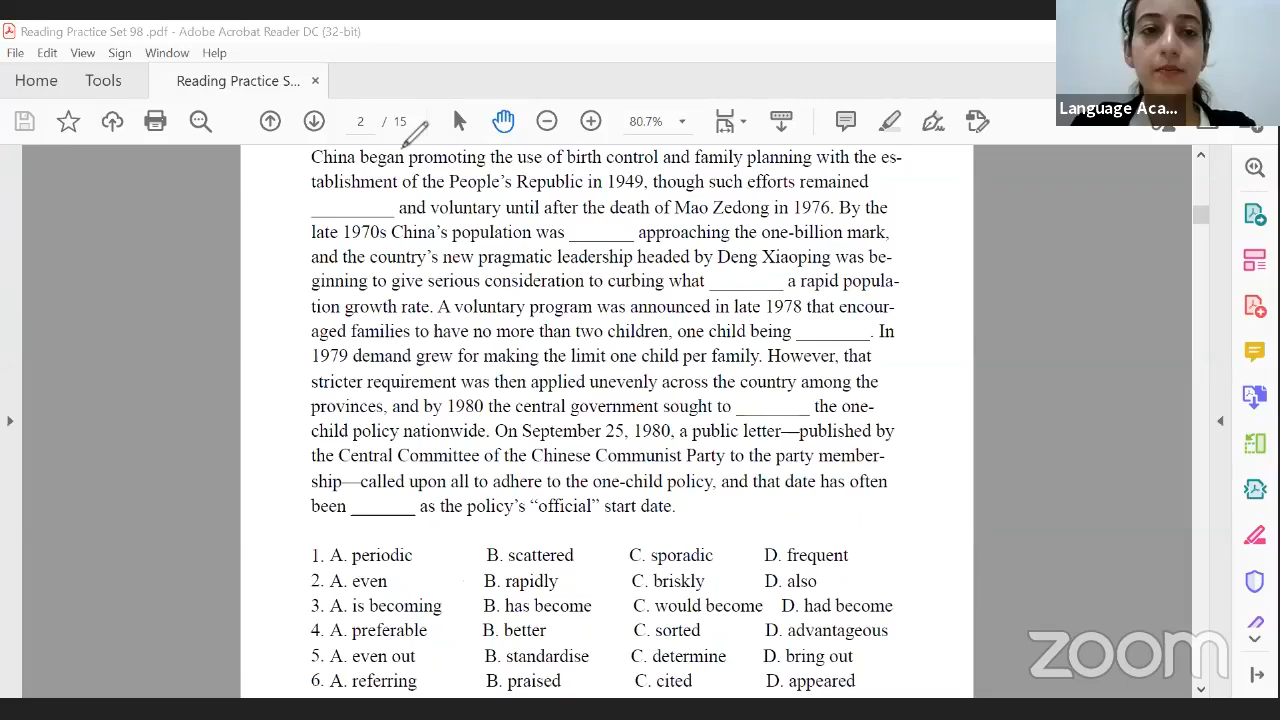 Reading Practice Set 98 .pdf - Adobe Acrobat Reader DC (32-bit)
File Edit View Sign Window Help
Home Tools Reading Practice S... ×
2 / 15 80.7%
Language Aca...
China began promoting the use of birth control and family planning with the es-
tablishment of the People's Republic in 1949, though such efforts remained
_________ and voluntary until after the death of Mao Zedong in 1976. By the
late 1970s China's population was _______ approaching the one-billion mark,
and the country's new pragmatic leadership headed by Deng Xiaoping was be-
ginning to give serious consideration to curbing what ________ a rapid popula-
tion growth rate. A voluntary program was announced in late 1978 that encour-
aged families to have no more than two children, one child being ________. In
1979 demand grew for making the limit one child per family. However, that
stricter requirement was then applied unevenly across the country among the
provinces, and by 1980 the central government sought to ________ the one-
child policy nationwide. On September 25, 1980, a public letter—published by
the Central Committee of the Chinese Communist Party to the party member-
ship—called upon all to adhere to the one-child policy, and that date has often
been _______ as the policy's “official” start date.
1. A. periodic B. scattered C. sporadic D. frequent
2. A. even B. rapidly C. briskly D. also
3. A. is becoming B. has become C. would become D. had become
4. A. preferable B. better C. sorted D. advantageous
5. A. even out B. standardise C. determine D. bring out
6. A. referring B. praised C. cited D. appeared
zoom